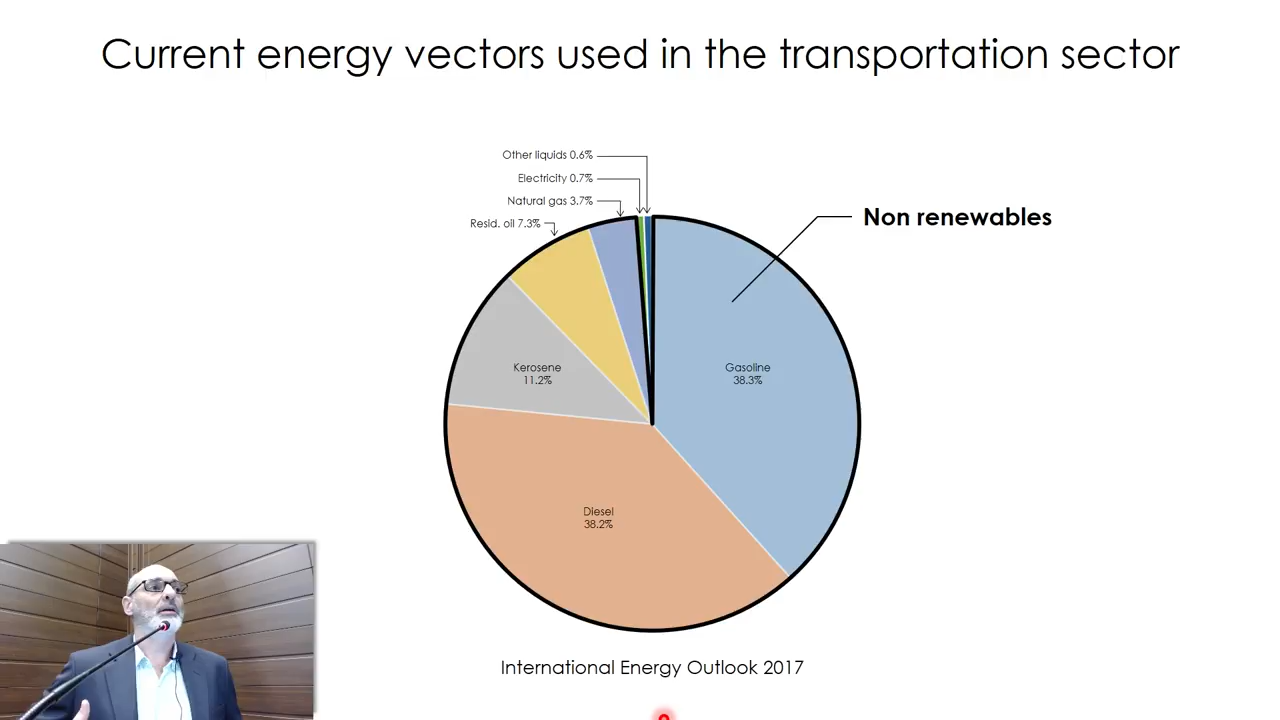 Current energy vectors used in the transportation sector
Other liquids 0.6%
Electricity 0.7%
Natural gas 3.7%
Resid. oil 7.3%
Non renewables
Kerosene
11.2%
Gasoline
38.3%
Diesel
38.2%
International Energy Outlook 2017